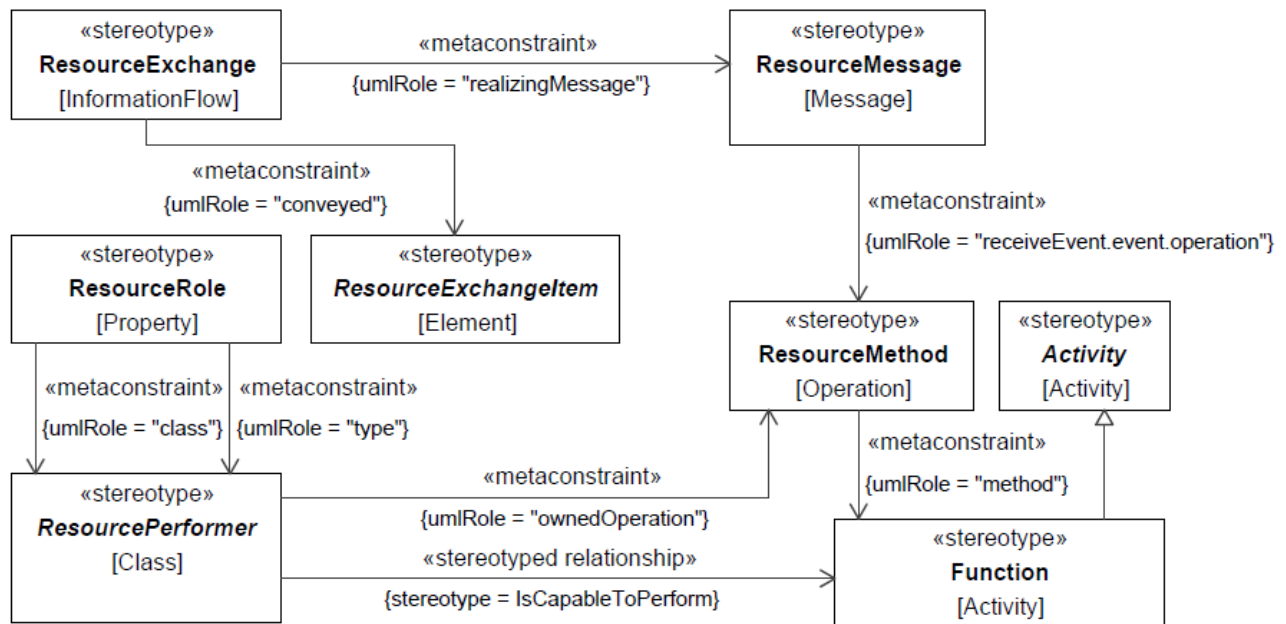 «stereotype»
ResourceExchange
[InformationFlow]
«metaconstraint»
{umlRole = "realizingMessage"}
«stereotype»
ResourceMessage
[Message]
«metaconstraint»
{umlRole = "conveyed"}
«metaconstraint»
{umlRole = "receiveEvent.event.operation"}
«stereotype»
ResourceRole
[Property]
«stereotype»
ResourceExchangeItem
[Element]
«stereotype»
ResourceMethod
[Operation]
«stereotype»
Activity
[Activity]
«metaconstraint»
{umlRole = "class"}
«metaconstraint»
{umlRole = "type"}
«metaconstraint»
{umlRole = "method"}
«stereotype»
ResourcePerformer
[Class]
«metaconstraint»
{umlRole = "ownedOperation"}
«stereotyped relationship»
{stereotype = IsCapableToPerform}
«stereotype»
Function
[Activity]